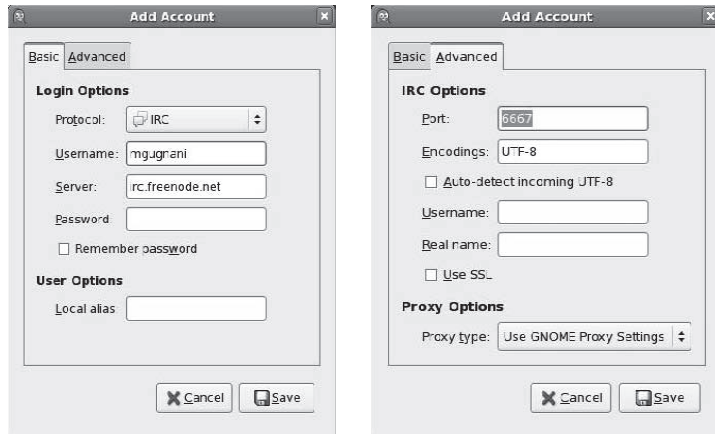 Add Account
Basic Advanced
Login Options
Protocol: IRC
Username: mgugnani
Server: irc.freenode.net
Password
Remember password
User Options
Local alias
Cancel Save
Add Account
Basic Advanced
IRC Options
Port: 6667
Encodings: UTF-8
Auto-detect incoming UTF-8
Username:
Real name:
Use SSL
Proxy Options
Proxy type: Use GNOME Proxy Settings
Cancel Save